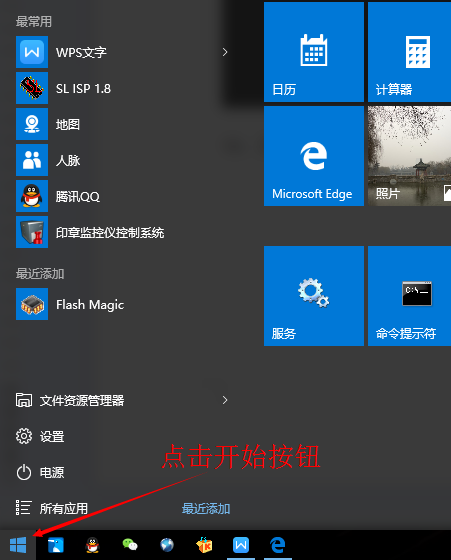 最常用
WPS文字
SL ISP 1.8
地图
人脉
腾讯QQ
印章监控仪控制系统
最近添加
Flash Magic
文件资源管理器
设置
电源
所有应用
最近添加
日历
计算器
Microsoft Edge
照片
服务
命令提示符
点击开始按钮